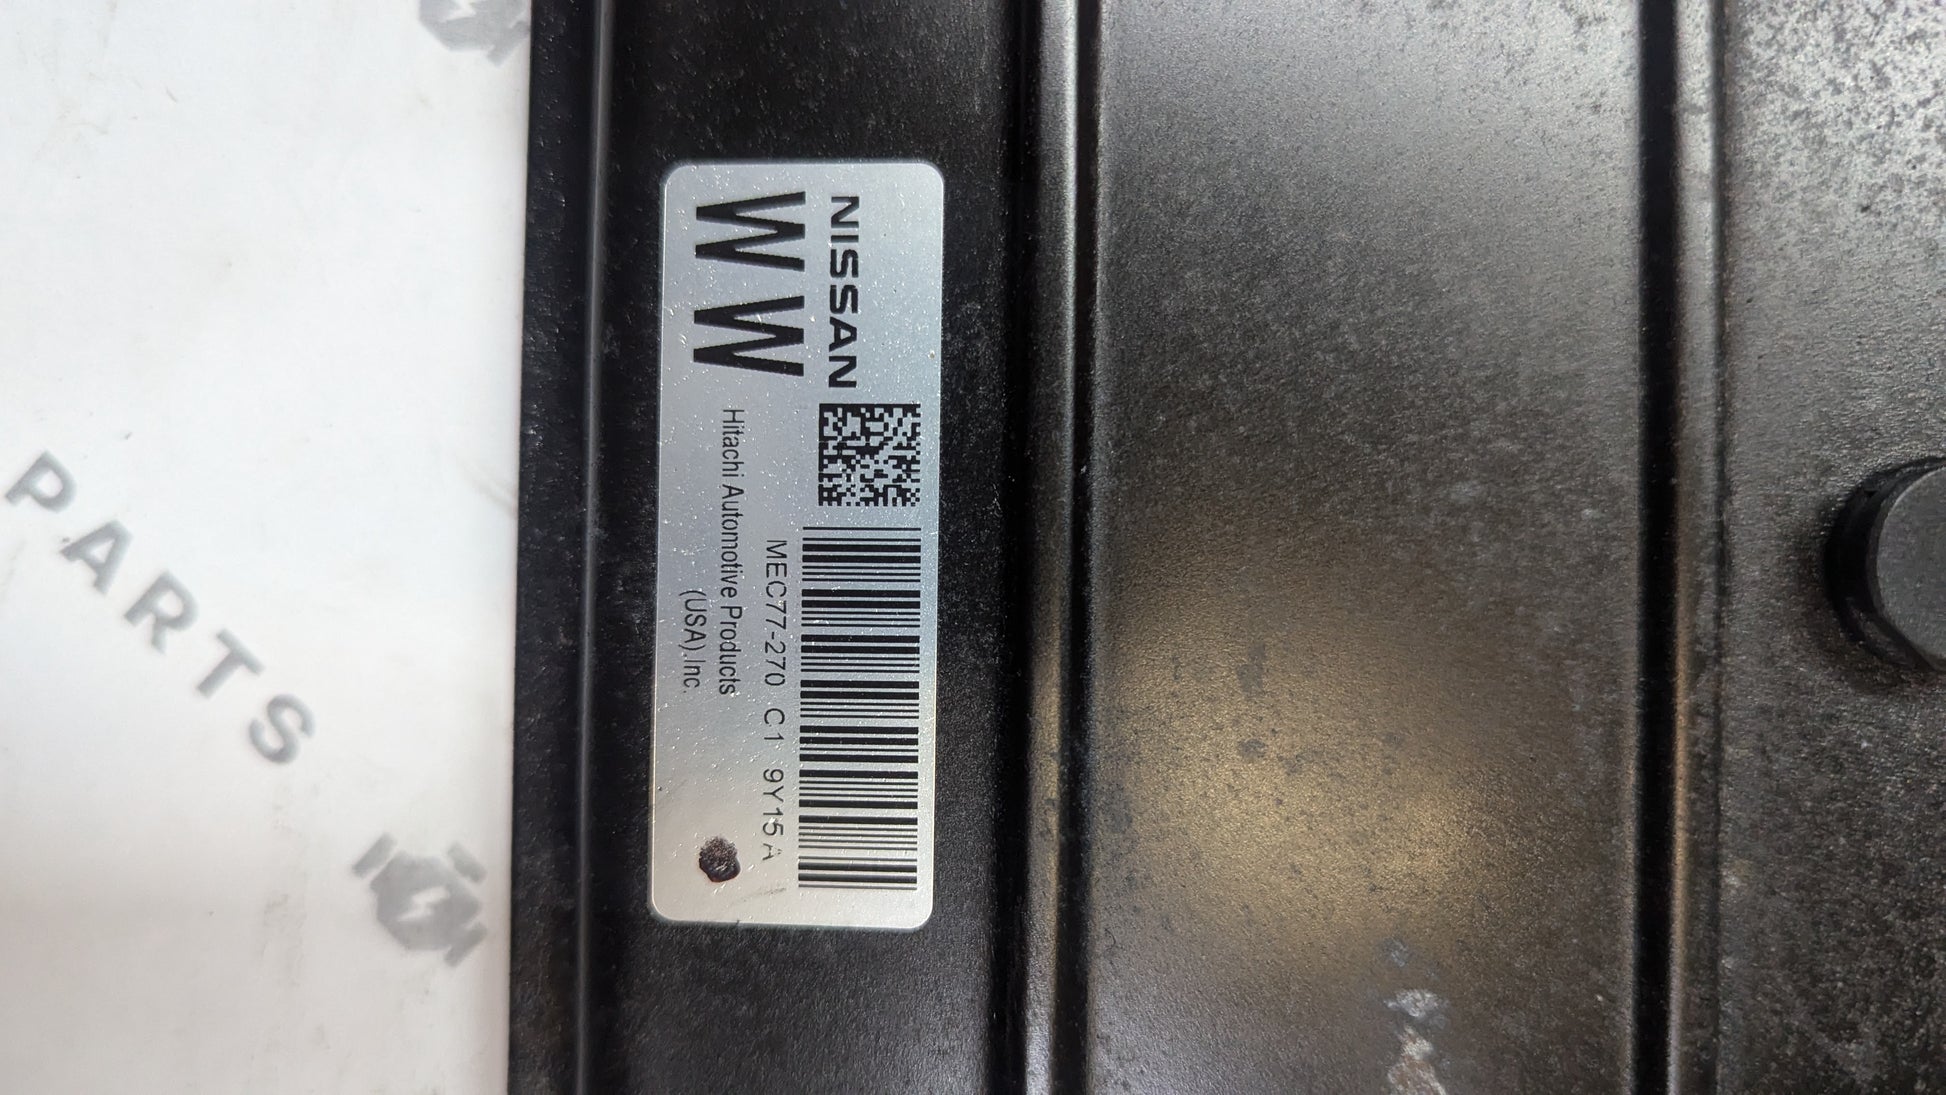 NISSAN
WW
MEC77-270 C1 9Y15 A
Hitachi Automotive Products
(USA),Inc.
PARTS